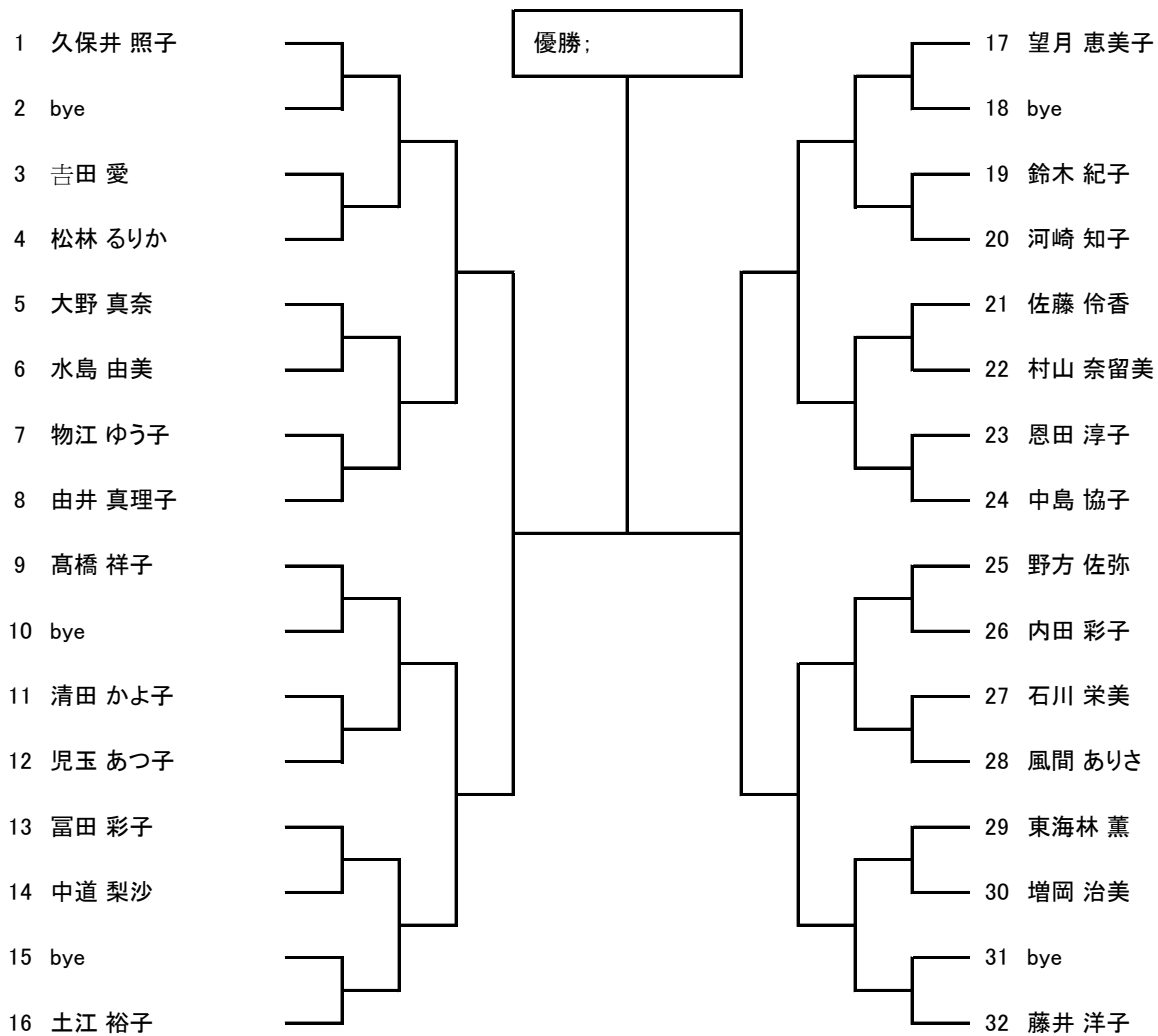 優勝;
1 久保井 照子
2 bye
3 𠮷田 愛
4 松林 るりか
5 大野 真奈
6 水島 由美
7 物江 ゆう子
8 由井 真理子
9 髙橋 祥子
10 bye
11 清田 かよ子
12 児玉 あつ子
13 冨田 彩子
14 中道 梨沙
15 bye
16 土江 裕子
17 望月 恵美子
18 bye
19 鈴木 紀子
20 河崎 知子
21 佐藤 伶香
22 村山 奈留美
23 恩田 淳子
24 中島 協子
25 野方 佐弥
26 内田 彩子
27 石川 栄美
28 風間 ありさ
29 東海林 薫
30 増岡 治美
31 bye
32 藤井 洋子